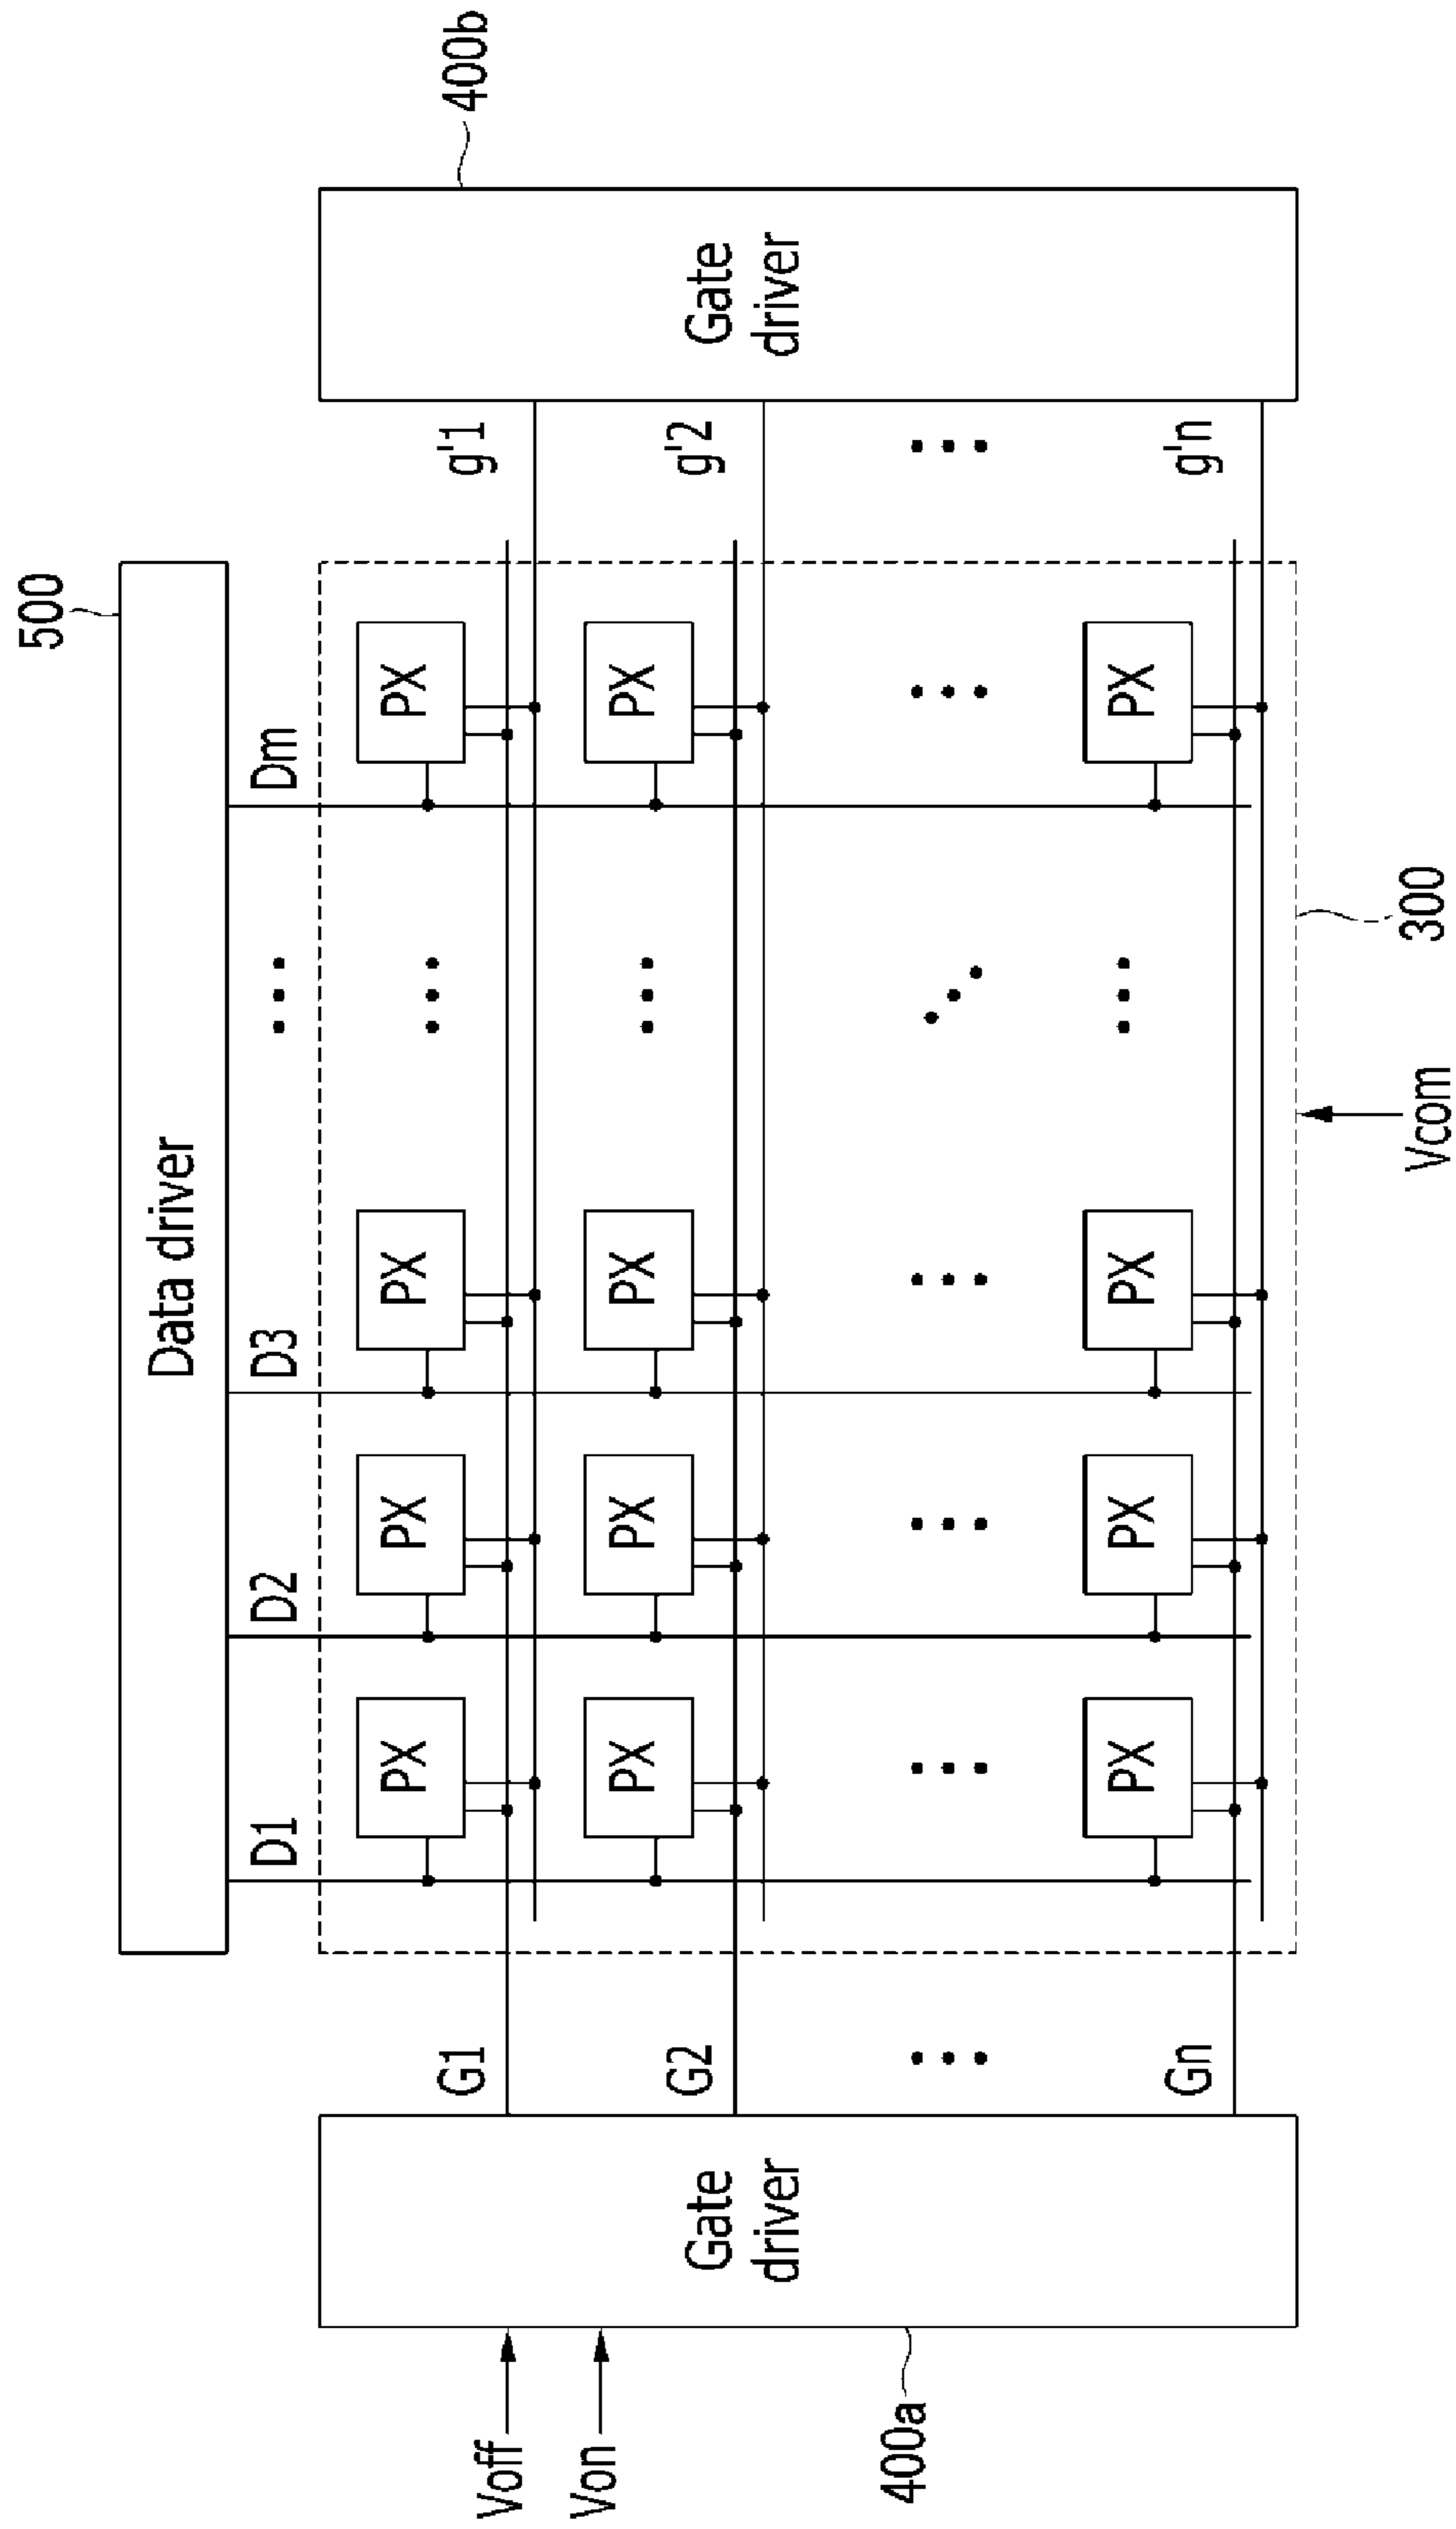 500
Data driver
D1 D2 D3 ••• Dm
400b
Voff
Von
Gate
driver
400a
G1
G2
•••
Gn
PX PX PX ••• PX
PX PX PX ••• PX
••• ••• ••• ••• •••
PX PX PX ••• PX
g'1
g'2
•••
g'n
Gate
driver
Vcom
300